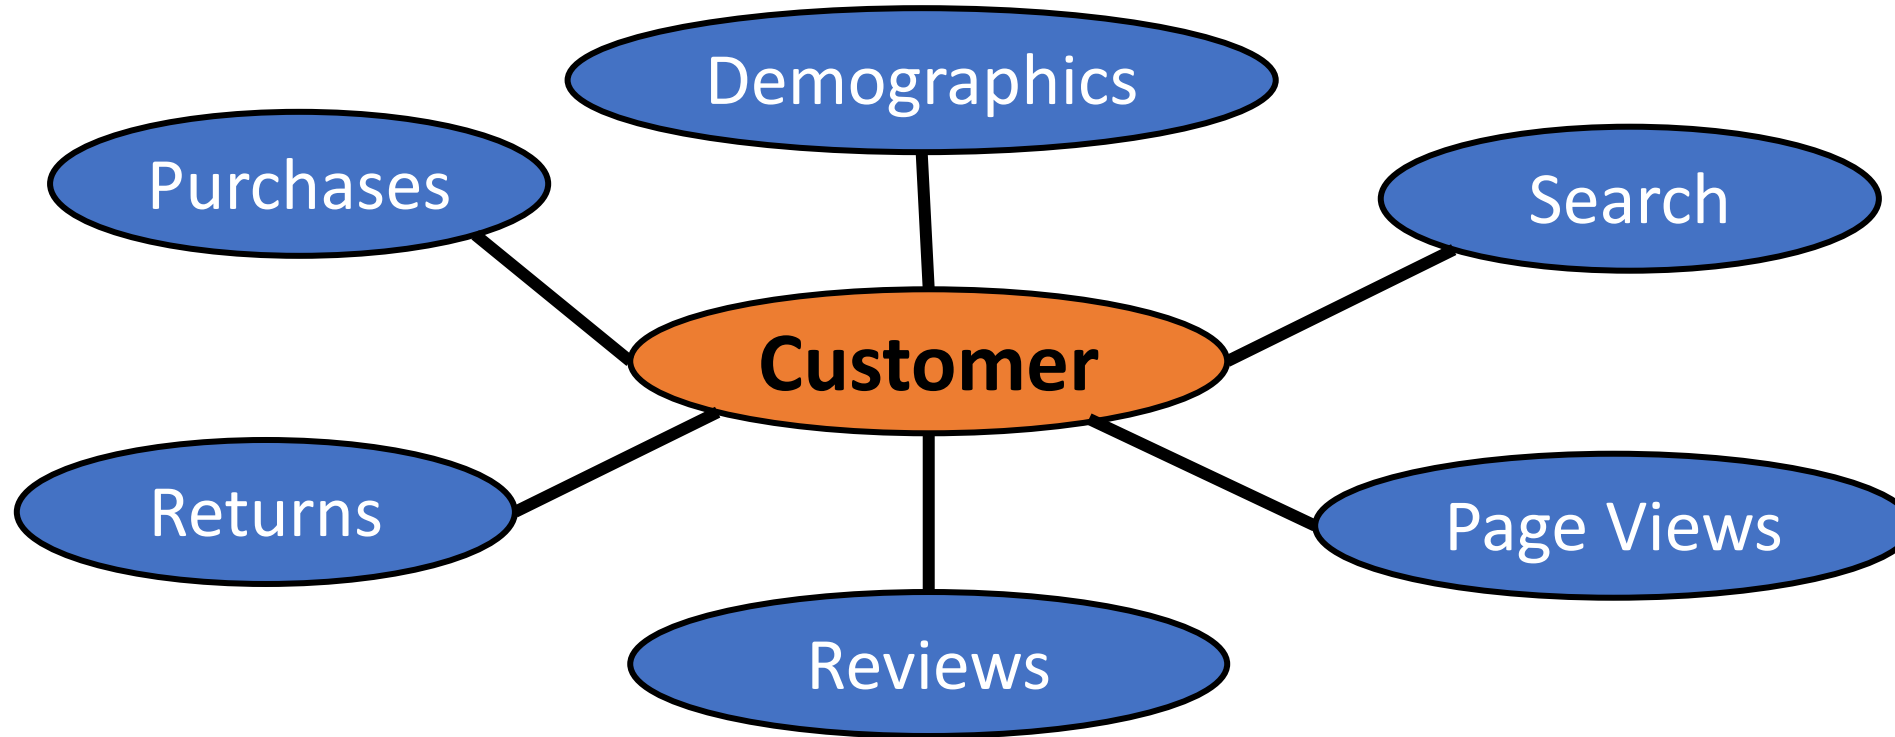 Demographics
Purchases
Search
Customer
Returns
Page Views
Reviews